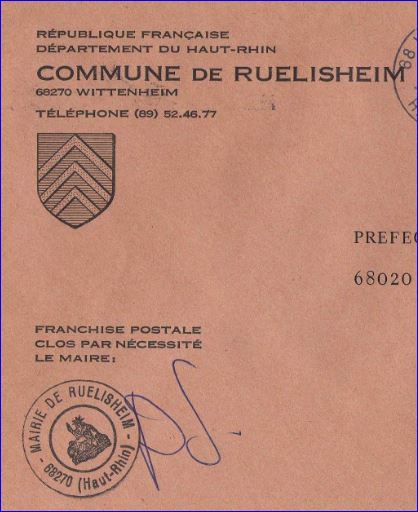 RÉPUBLIQUE FRANÇAISE
DÉPARTEMENT DU HAUT-RHIN
COMMUNE DE RUELISHEIM
68270 WITTENHEIM
TÉLÉPHONE (89) 52.46.77
88
PREFEC
68020
FRANCHISE POSTALE
CLOS PAR NÉCESSITÉ
LE MAIRE:
MAIRIE DE RUELISHEIM
- 68270 (Haut-Rhin) -